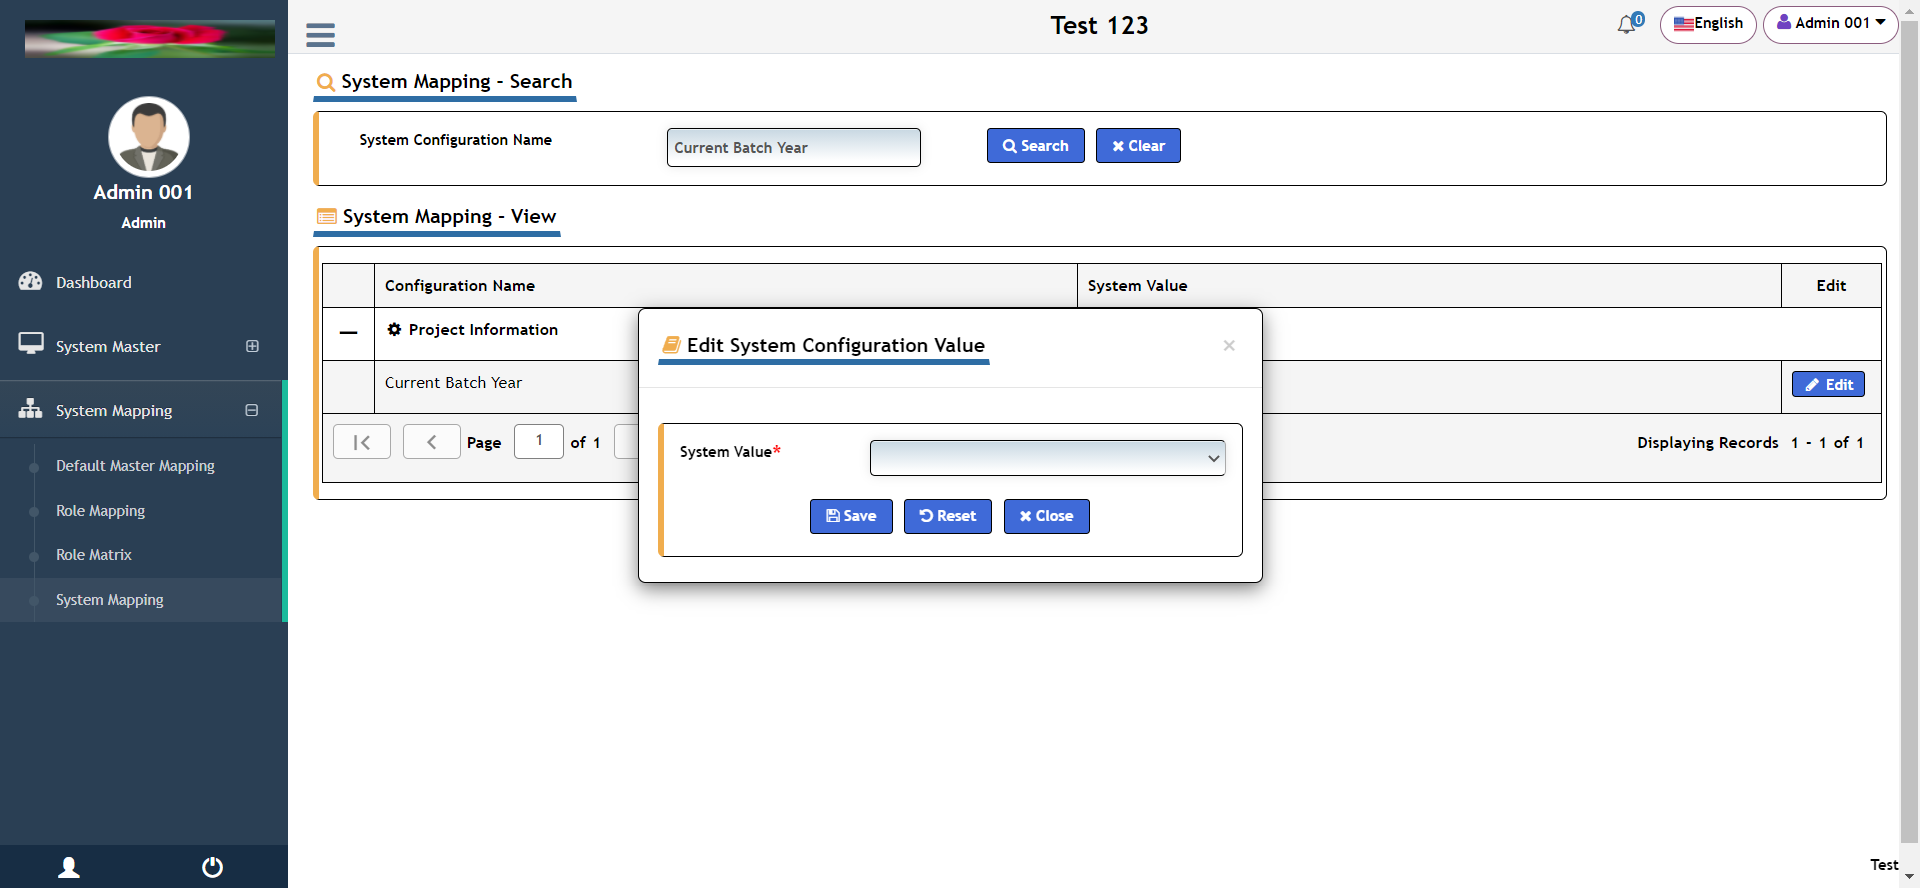 Test 123
0
English
Admin 001
Admin 001
Admin
Dashboard
System Master
System Mapping
Default Master Mapping
Role Mapping
Role Matrix
System Mapping
System Mapping - Search
System Configuration Name
Current Batch Year
Search
Clear
System Mapping - View
Configuration Name
System Value
Edit
Project Information
Current Batch Year
Edit
Page 1 of 1
Displaying Records 1 - 1 of 1
Edit System Configuration Value
×
System Value*
Save
Reset
Close
Test